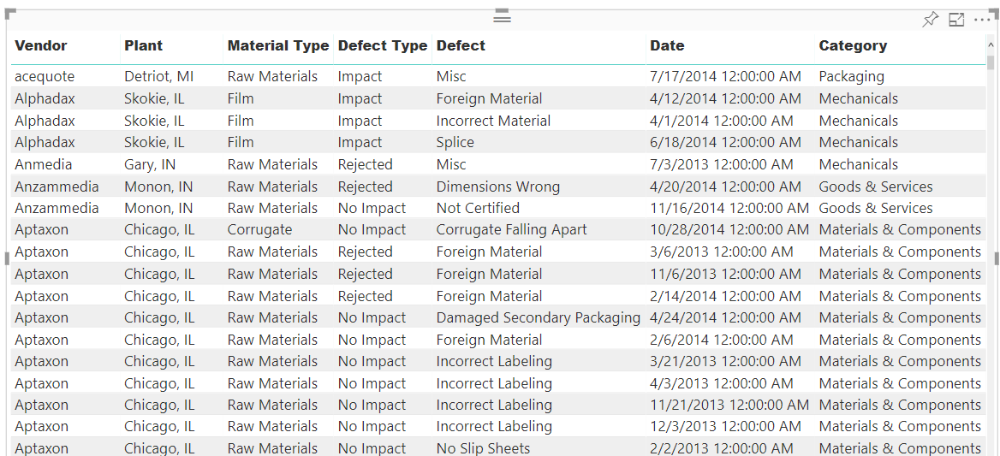 Vendor Plant Material Type Defect Type Defect Date Category
acequote Detriot, MI Raw Materials Impact Misc 7/17/2014 12:00:00 AM Packaging
Alphadax Skokie, IL Film Impact Foreign Material 4/12/2014 12:00:00 AM Mechanicals
Alphadax Skokie, IL Film Impact Incorrect Material 4/1/2014 12:00:00 AM Mechanicals
Alphadax Skokie, IL Film Impact Splice 6/18/2014 12:00:00 AM Mechanicals
Anmedia Gary, IN Raw Materials Rejected Misc 7/3/2013 12:00:00 AM Mechanicals
Anzammedia Monon, IN Raw Materials Rejected Dimensions Wrong 4/20/2014 12:00:00 AM Goods & Services
Anzammedia Monon, IN Raw Materials No Impact Not Certified 11/16/2014 12:00:00 AM Goods & Services
Aptaxon Chicago, IL Corrugate No Impact Corrugate Falling Apart 10/28/2014 12:00:00 AM Materials & Components
Aptaxon Chicago, IL Raw Materials Rejected Foreign Material 3/6/2013 12:00:00 AM Materials & Components
Aptaxon Chicago, IL Raw Materials Rejected Foreign Material 11/6/2013 12:00:00 AM Materials & Components
Aptaxon Chicago, IL Raw Materials Rejected Foreign Material 2/14/2014 12:00:00 AM Materials & Components
Aptaxon Chicago, IL Raw Materials No Impact Damaged Secondary Packaging 4/24/2014 12:00:00 AM Materials & Components
Aptaxon Chicago, IL Raw Materials No Impact Foreign Material 2/6/2014 12:00:00 AM Materials & Components
Aptaxon Chicago, IL Raw Materials No Impact Incorrect Labeling 3/21/2013 12:00:00 AM Materials & Components
Aptaxon Chicago, IL Raw Materials No Impact Incorrect Labeling 4/3/2013 12:00:00 AM Materials & Components
Aptaxon Chicago, IL Raw Materials No Impact Incorrect Labeling 11/21/2013 12:00:00 AM Materials & Components
Aptaxon Chicago, IL Raw Materials No Impact Incorrect Labeling 12/3/2013 12:00:00 AM Materials & Components
Aptaxon Chicago, IL Raw Materials No Impact No Slip Sheets 2/2/2013 12:00:00 AM Materials & Components